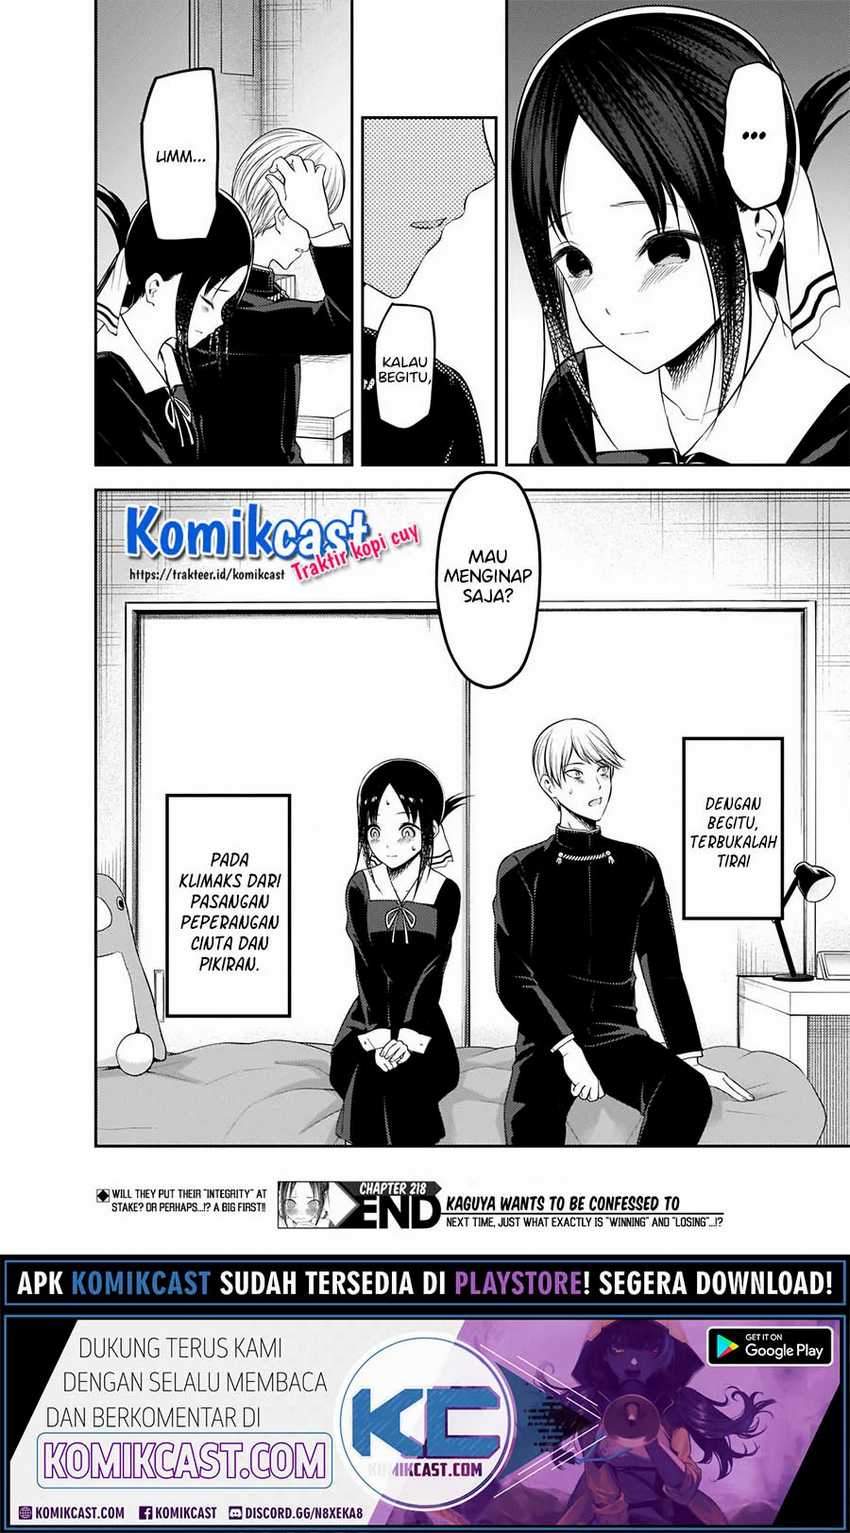 ...
KALAU
BEGITU,
UMM...
Komikcast
Traktir kopi cuy
https://trakteer.id/komikcast
MAU
MENGINAP
SAJA?
DENGAN
BEGITU,
TERBUKALAH
TIRAI
PADA
KLIMAKS DARI
PASANGAN
PEPERANGAN
CINTA DAN
PIKIRAN.
WILL THEY PUT THEIR "INTEGRITY" AT
STAKE? OR PERHAPS...!? A BIG FIRST!!
CHAPTER 218
END
KAGUYA WANTS TO BE CONFESSED TO
NEXT TIME, JUST WHAT EXACTLY IS "WINNING" AND "LOSING"...!?
APK KOMIKCAST SUDAH TERSEDIA DI PLAYSTORE! SEGERA DOWNLOAD!
DUKUNG TERUS KAMI
DENGAN SELALU MEMBACA
DAN BERKOMENTAR DI
KOMIKCAST.COM
KC
KOMIKCAST.COM
GET IT ON
Google Play
KOMIKCAST.COM
KOMIKCAST
DISCORD.GG/N8XEKA8